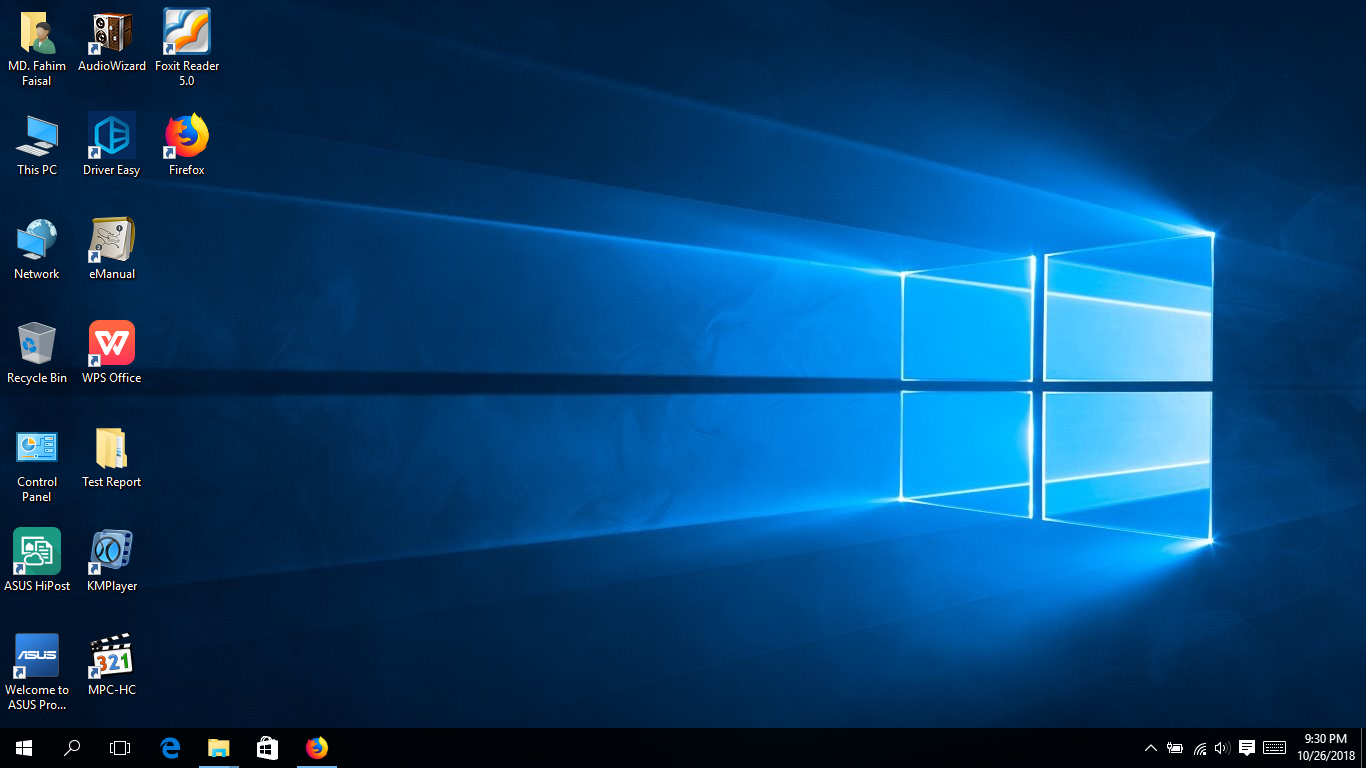 MD. Fahim
Faisal
AudioWizard
Foxit Reader
5.0
This PC
Driver Easy
Firefox
Network
eManual
Recycle Bin
W
WPS Office
Control
Panel
Test Report
ASUS HiPost
KMPlayer
ASUS
321
Welcome to
ASUS Pro...
MPC-HC
9:30 PM
10/26/2018